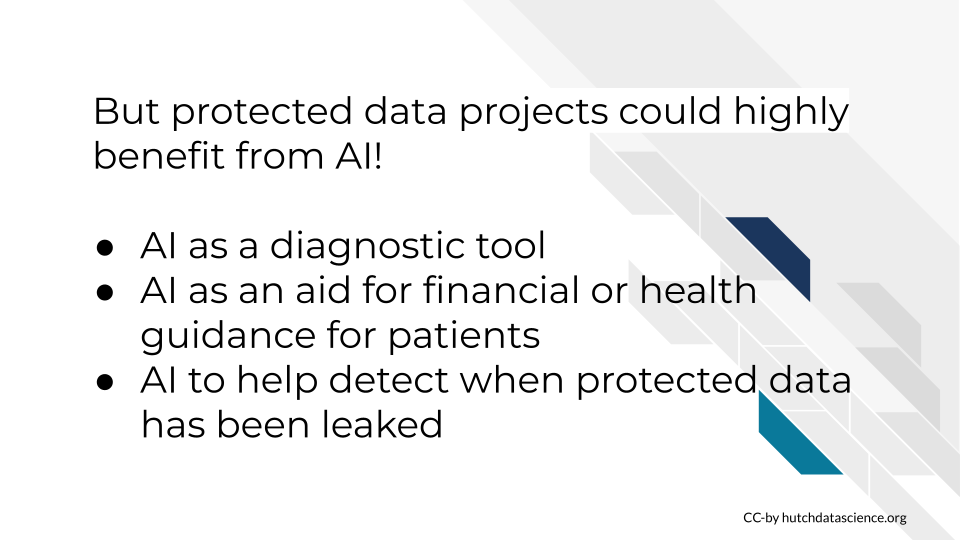 But protected data projects could highly
benefit from AI!
● AI as a diagnostic tool
● AI as an aid for financial or health
guidance for patients
● AI to help detect when protected data
has been leaked
CC-by hutchdatascience.org